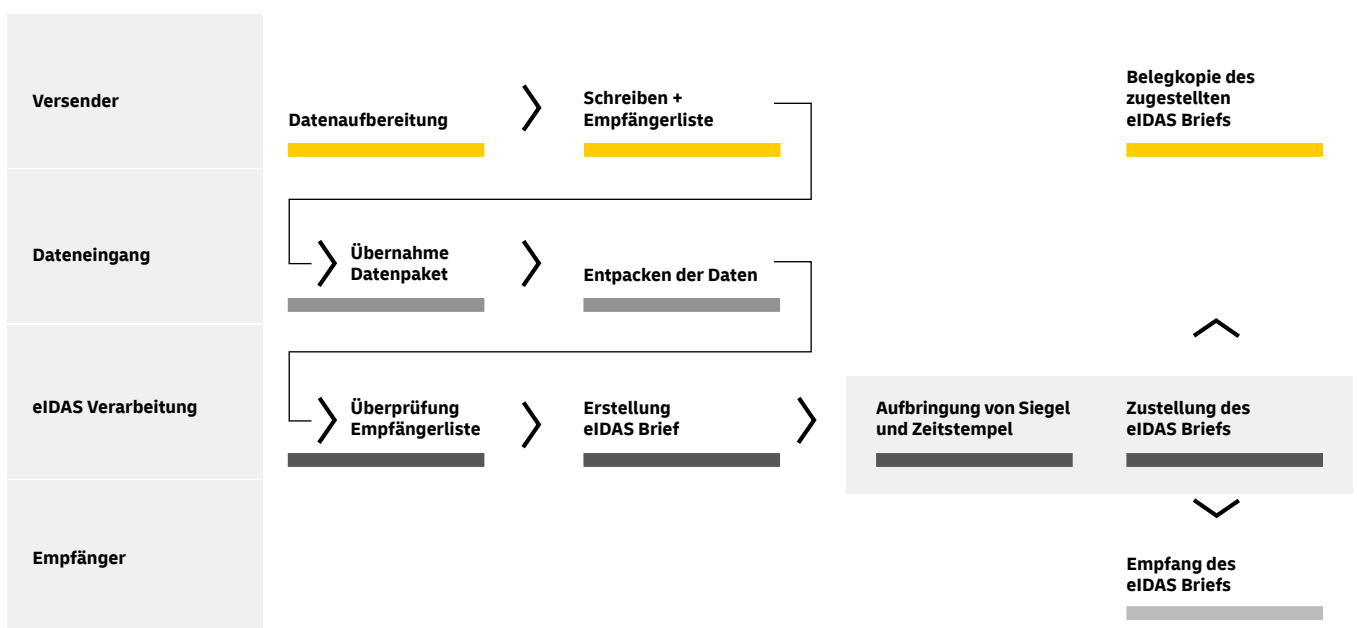 Versender
Datenaufbereitung
Schreiben +
Empfängerliste
Belegkopie des
zugestellten
eIDAS Briefs
Dateneingang
Übernahme
Datenpaket
Entpacken der Daten
eIDAS Verarbeitung
Überprüfung
Empfängerliste
Erstellung
eIDAS Brief
Aufbringung von Siegel
und Zeitstempel
Zustellung des
eIDAS Briefs
Empfänger
Empfang des
eIDAS Briefs